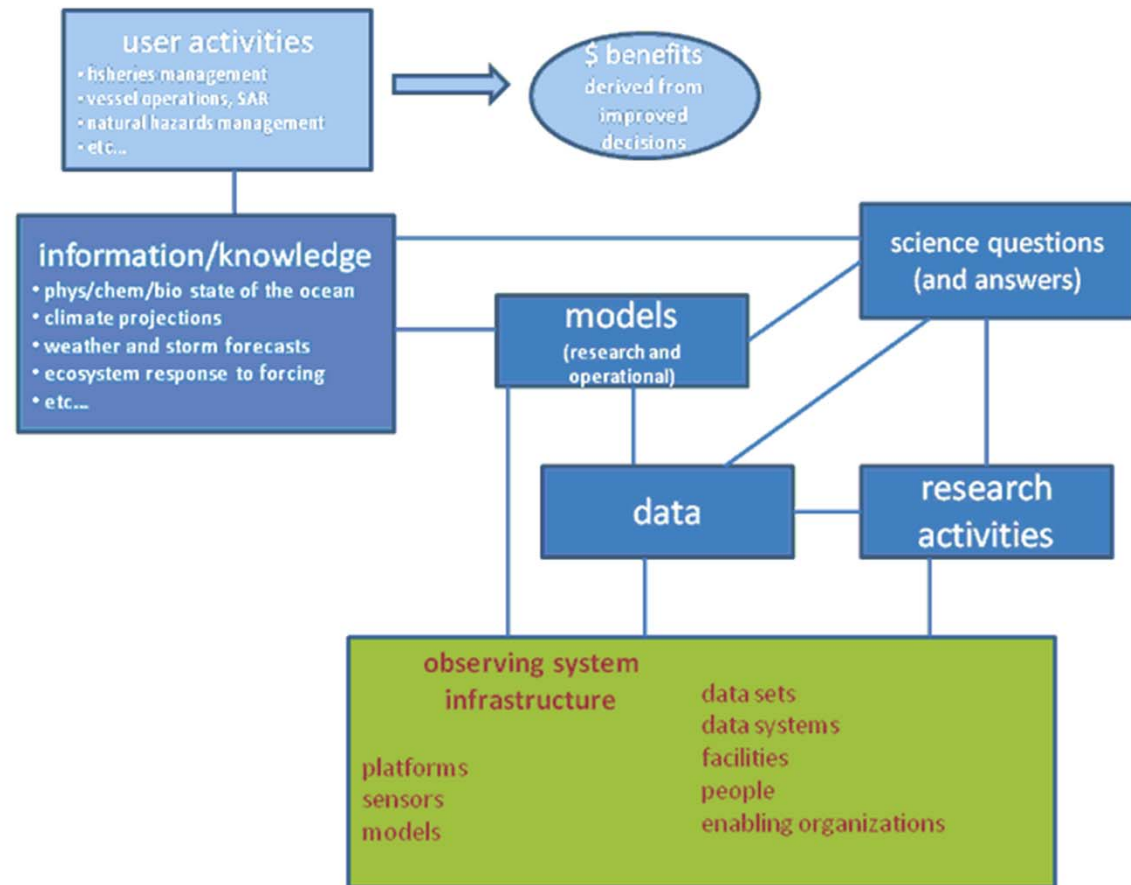 user activities
• fisheries management
• vessel operations, SAR
• natural hazards management
• etc...
$ benefits
derived from
improved
decisions
information/knowledge
• phys/chem/bio state of the ocean
• climate projections
• weather and storm forecasts
• ecosystem response to forcing
• etc...
science questions
(and answers)
models
(research and
operational)
data
research
activities
observing system
infrastructure
platforms
sensors
models
data sets
data systems
facilities
people
enabling organizations